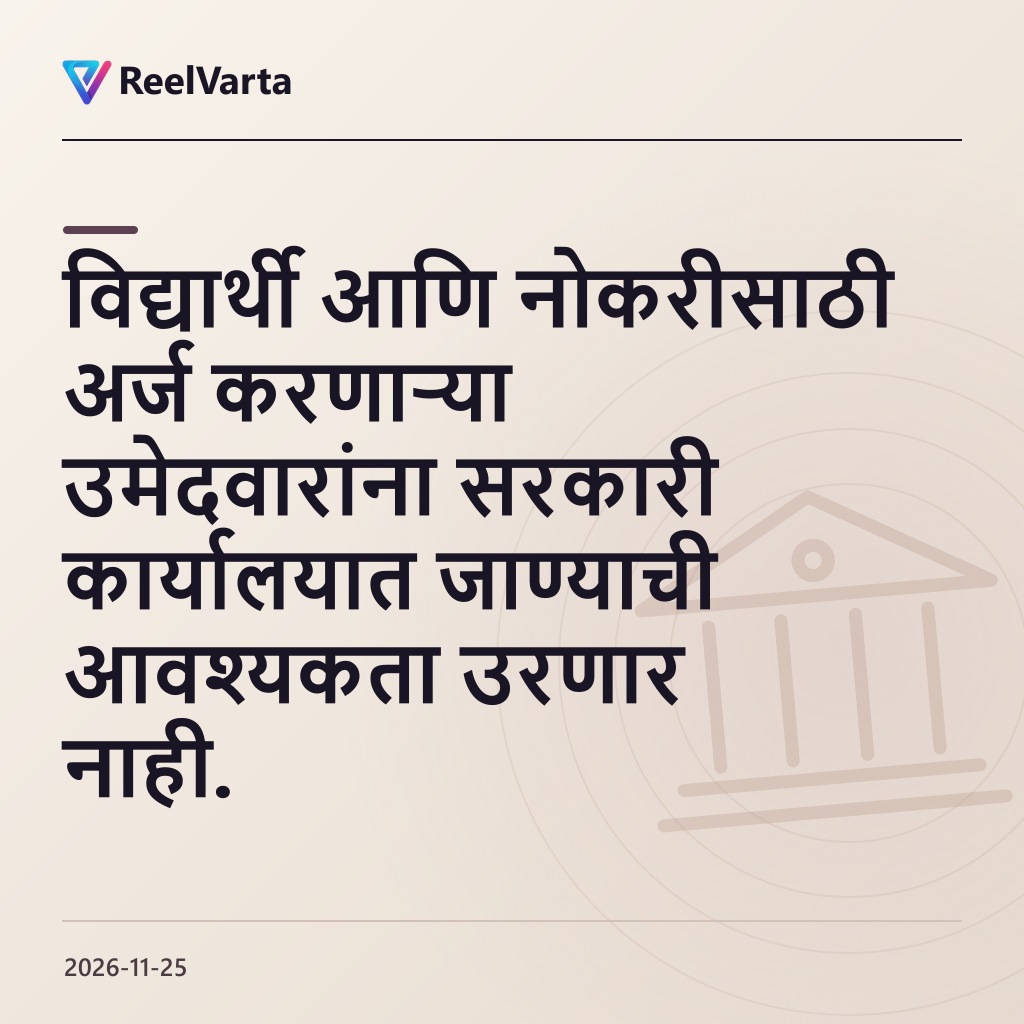 ReelVarta
विद्यार्थी आणि नोकरीसाठी
अर्ज करणाऱ्या
उमेदवारांना सरकारी
कार्यालयात जाण्याची
आवश्यकता उरणार
नाही.
2026-11-25